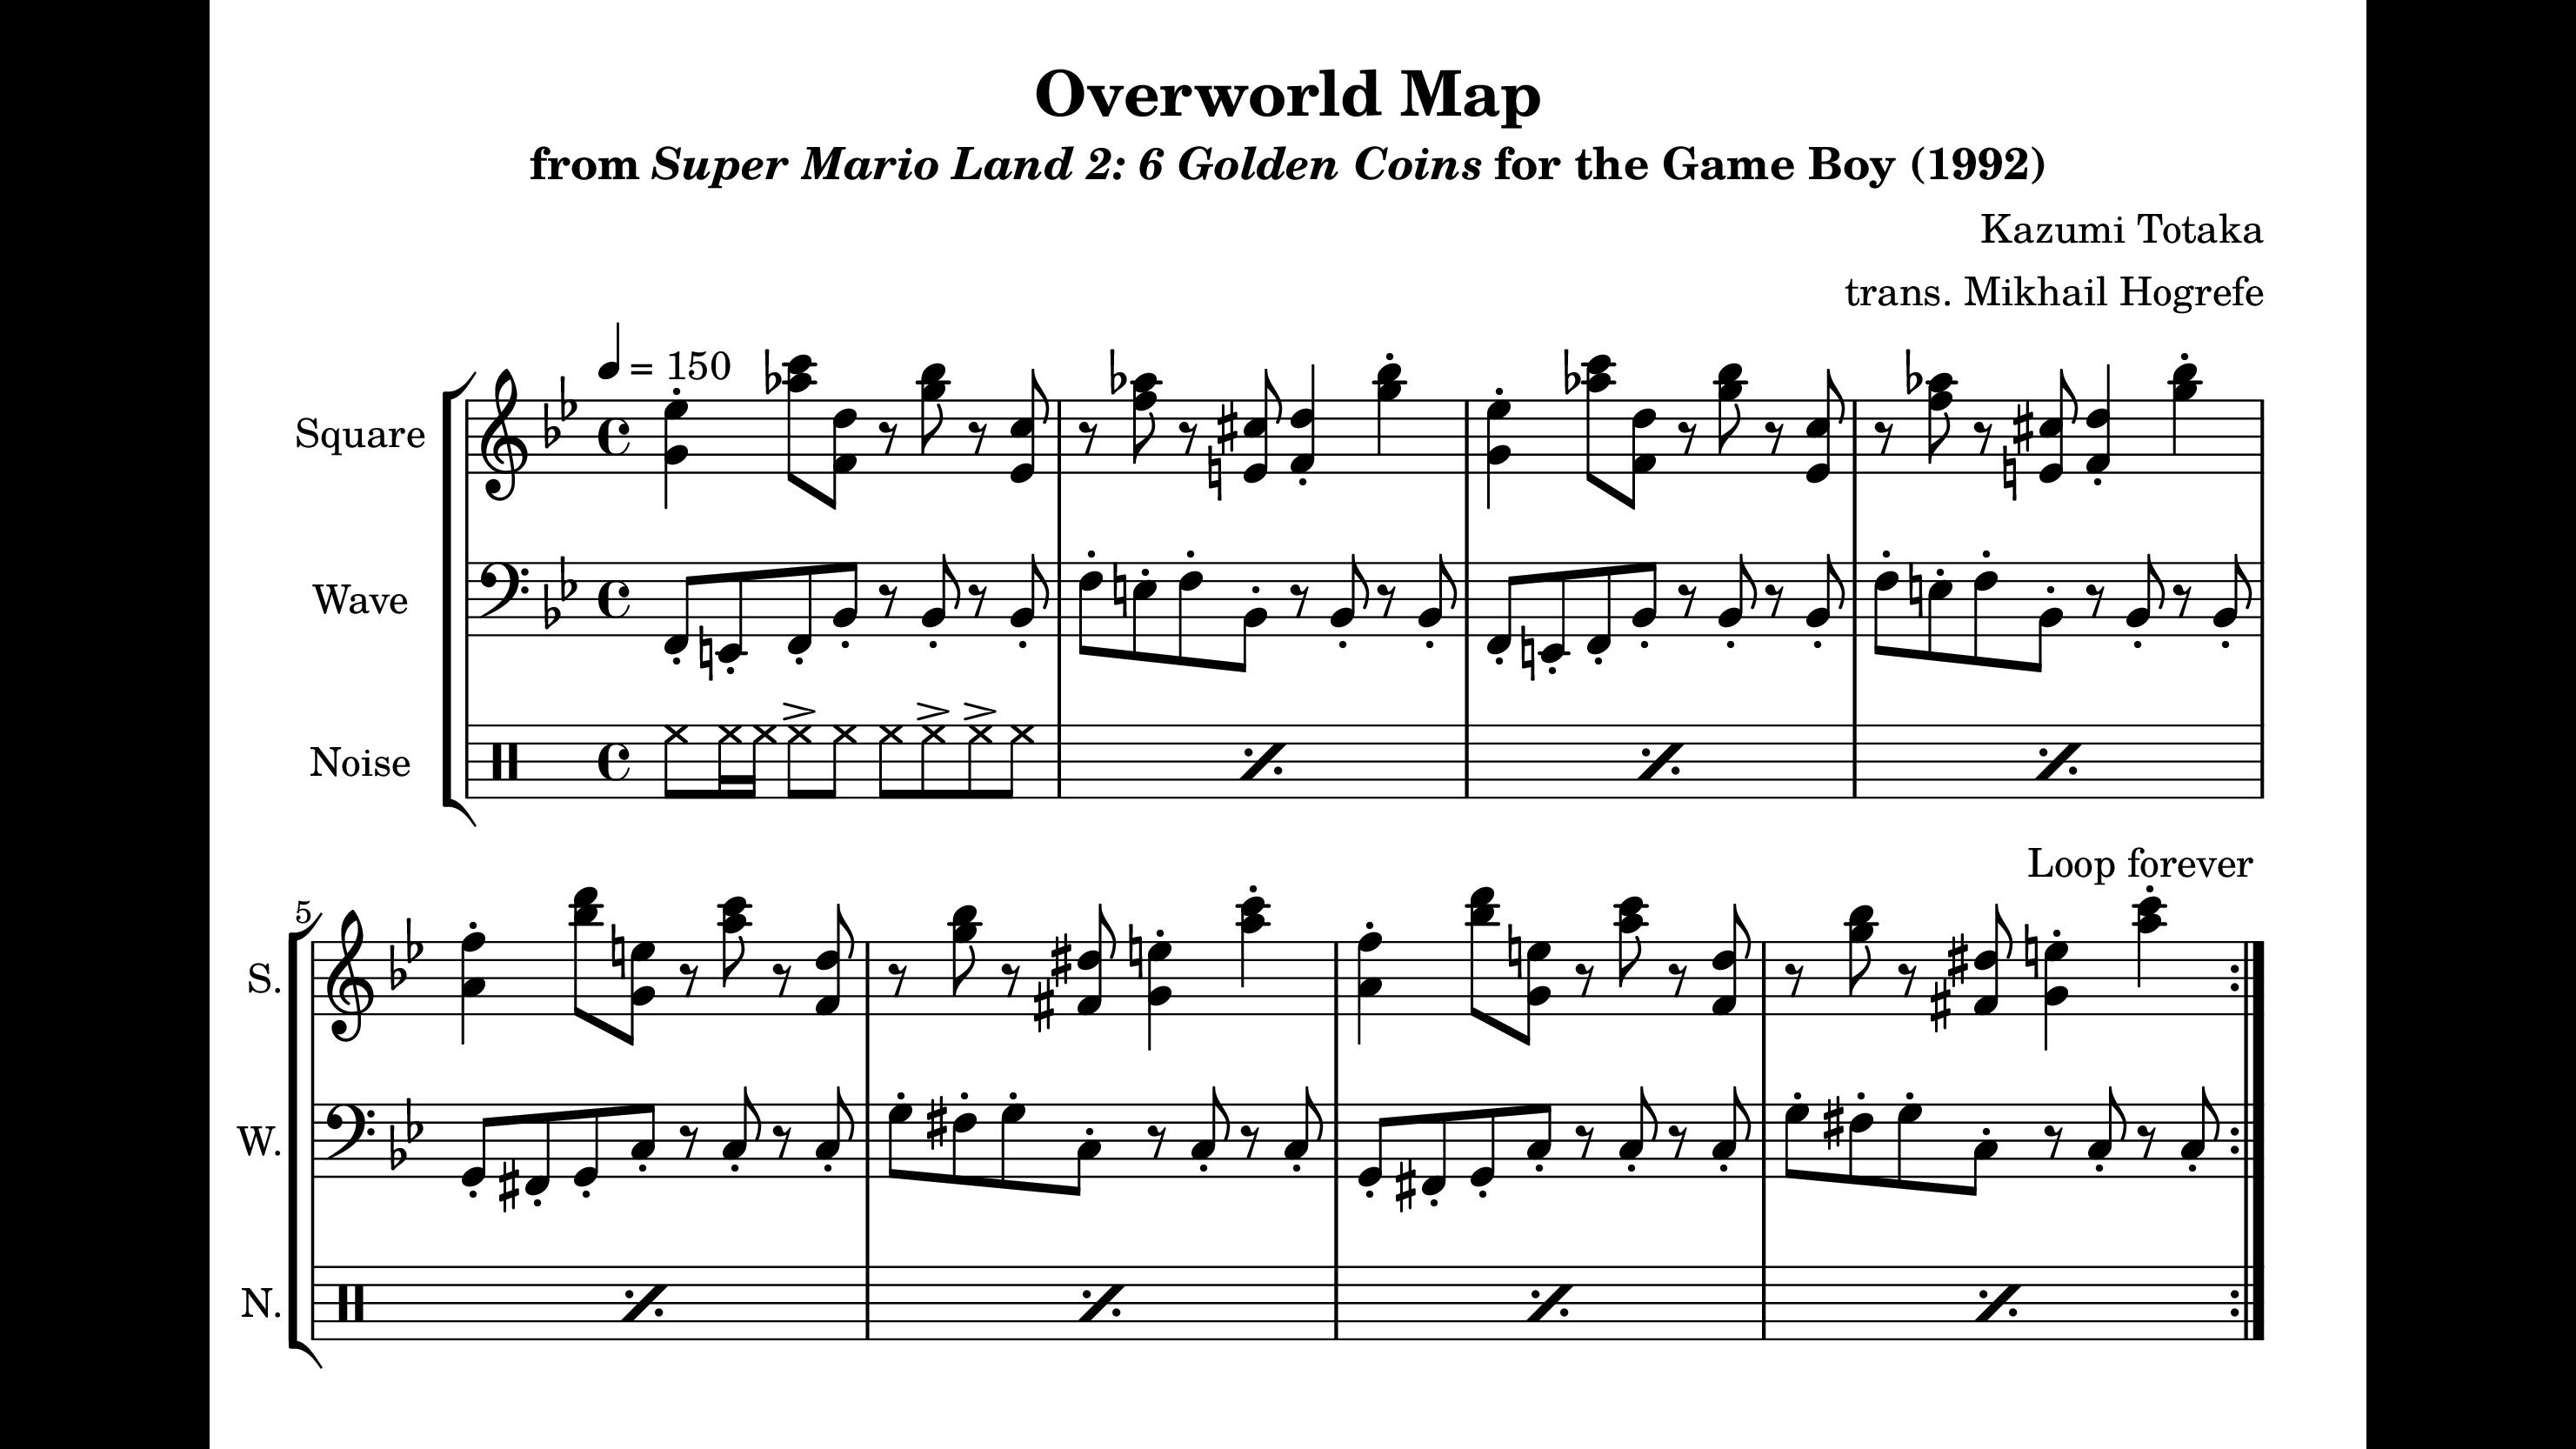 Overworld Map
from Super Mario Land 2: 6 Golden Coins for the Game Boy (1992)
Kazumi Totaka
trans. Mikhail Hogrefe
= 150
Square
Wave
Noise
Loop forever
5
S.
W.
N.